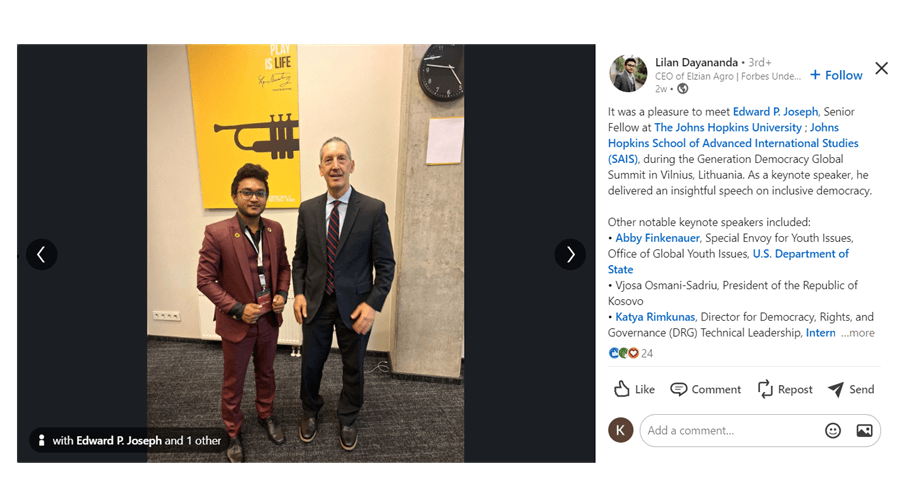 PLAY
IS LIFE
with Edward P. Joseph and 1 other
Lilan Dayananda • 3rd+
CEO of Elzian Agro | Forbes Unde...
2w •
+ Follow
It was a pleasure to meet Edward P. Joseph, Senior
Fellow at The Johns Hopkins University ; Johns
Hopkins School of Advanced International Studies
(SAIS), during the Generation Democracy Global
Summit in Vilnius, Lithuania. As a keynote speaker, he
delivered an insightful speech on inclusive democracy.
Other notable keynote speakers included:
• Abby Finkenauer, Special Envoy for Youth Issues,
Office of Global Youth Issues, U.S. Department of
State
• Vjosa Osmani-Sadriu, President of the Republic of
Kosovo
• Katya Rimkunas, Director for Democracy, Rights, and
Governance (DRG) Technical Leadership, Intern ...more
24
Like Comment Repost Send
K Add a comment...